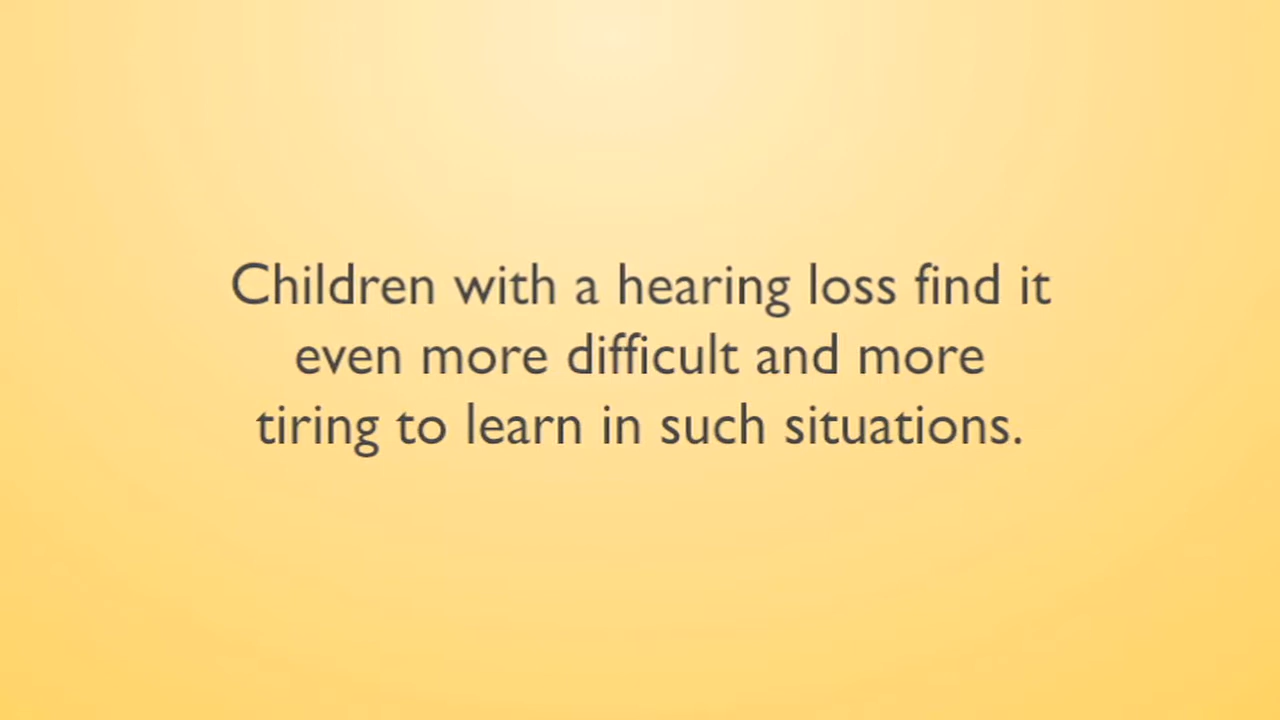 Children with a hearing loss find it
even more difficult and more
tiring to learn in such situations.